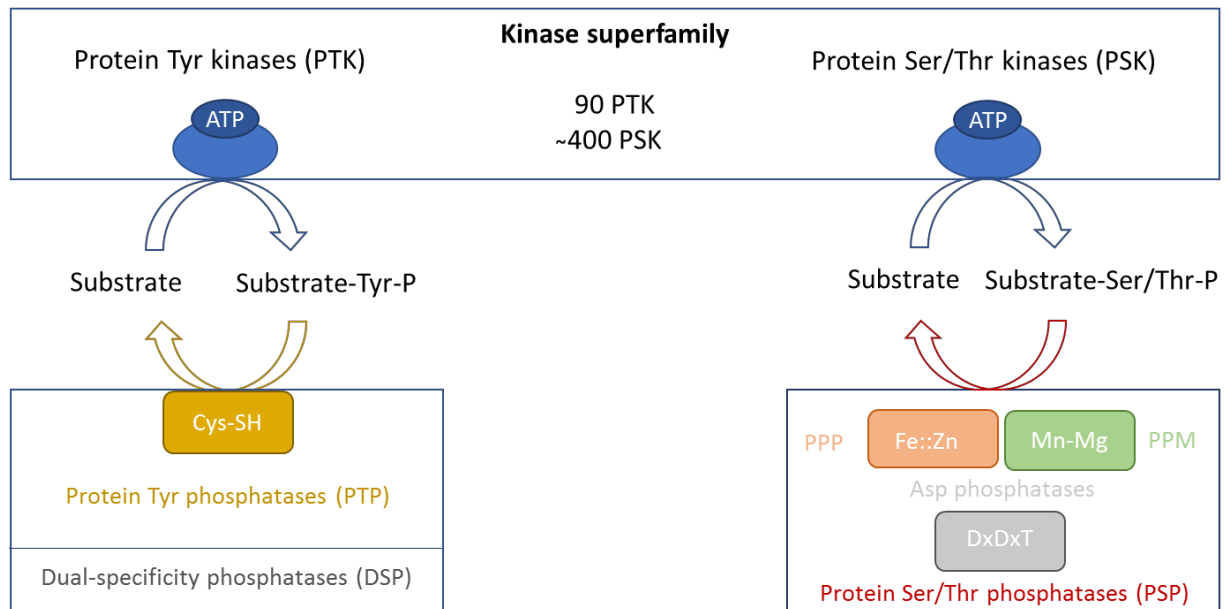 Kinase superfamily
Protein Tyr kinases (PTK)
Protein Ser/Thr kinases (PSK)
90 PTK
~400 PSK
ATP
ATP
Substrate
Substrate-Tyr-P
Substrate
Substrate-Ser/Thr-P
Cys-SH
Protein Tyr phosphatases (PTP)
Dual-specificity phosphatases (DSP)
PPP
Fe::Zn
Mn-Mg
PPM
Asp phosphatases
DxDxT
Protein Ser/Thr phosphatases (PSP)